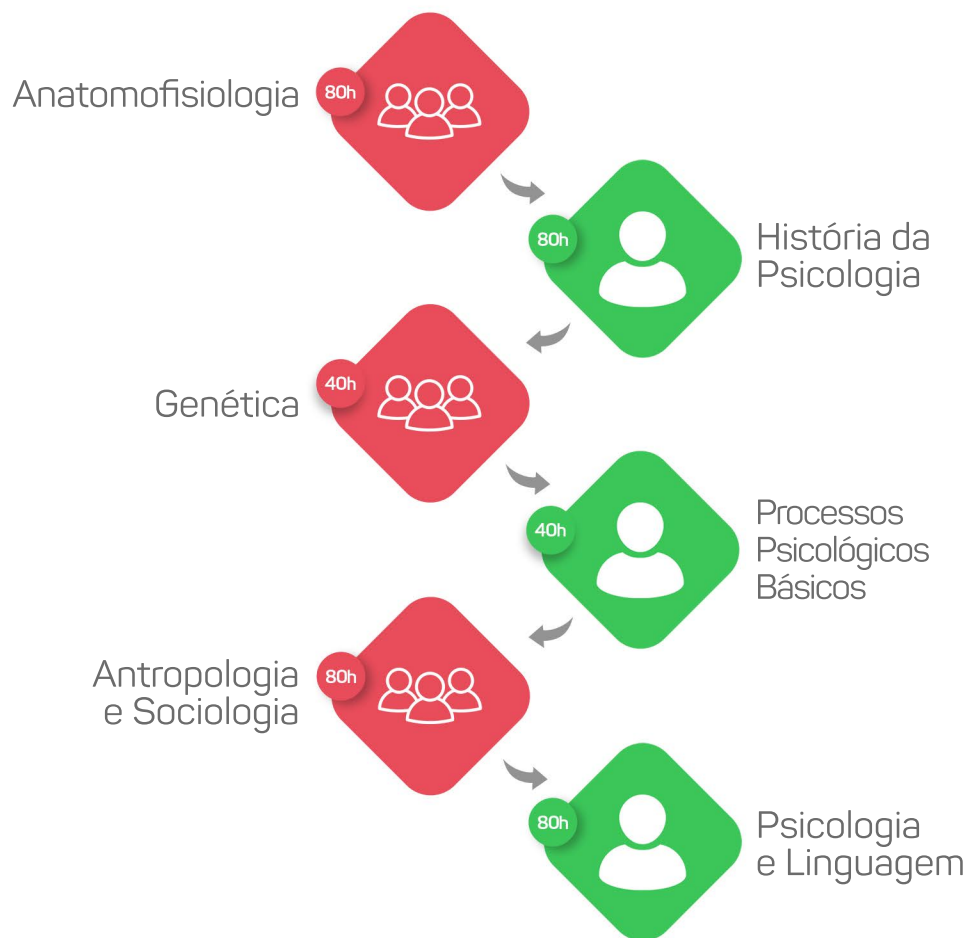 Anatomofisiologia
80h
80h
História da
Psicologia
Genética
40h
40h
Processos
Psicológicos
Básicos
Antropologia
e Sociologia
80h
80h
Psicologia
e Linguagem